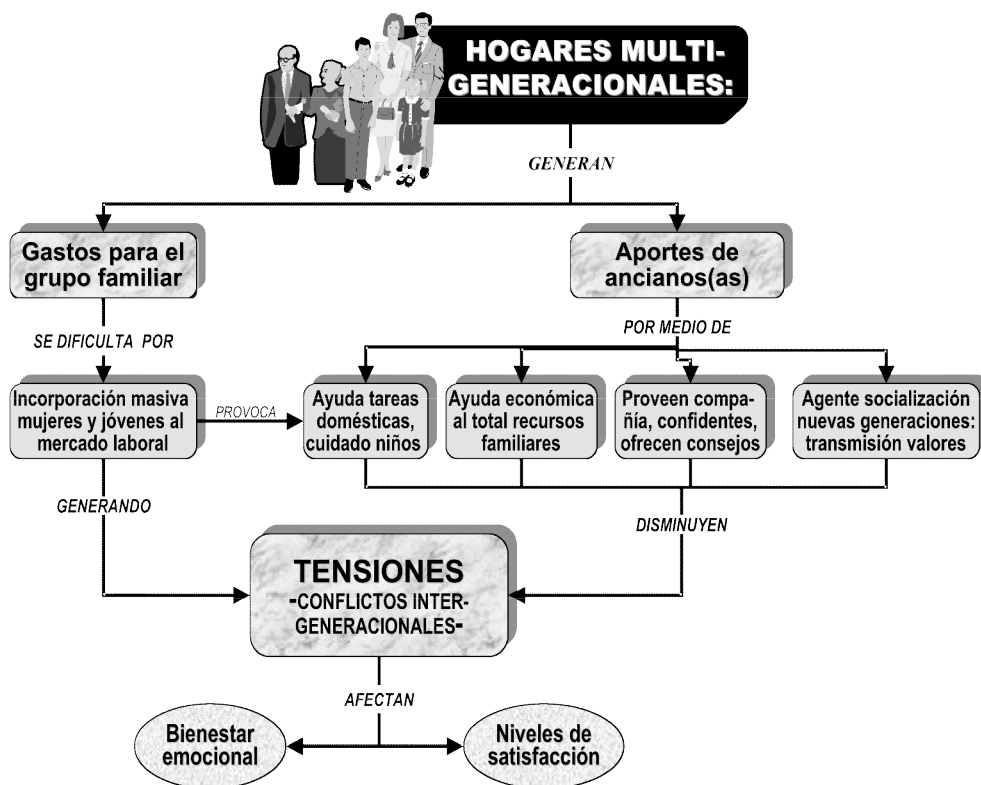 HOGARES MULTI-
GENERACIONALES:
GENERAN
Gastos para el
grupo familiar
Aportes de
ancianos(as)
SE DIFICULTA POR
POR MEDIO DE
Incorporación masiva
mujeres y jóvenes al
mercado laboral
PROVOCA
Ayuda tareas
domésticas,
cuidado niños
Ayuda económica
al total recursos
familiares
Proveen compa-
ñía, confidentes,
ofrecen consejos
Agente socialización
nuevas generaciones:
transmisión valores
GENERANDO
DISMINUYEN
TENSIONES
-CONFLICTOS INTER-
GENERACIONALES-
AFECTAN
Bienestar
emocional
Niveles de
satisfacción